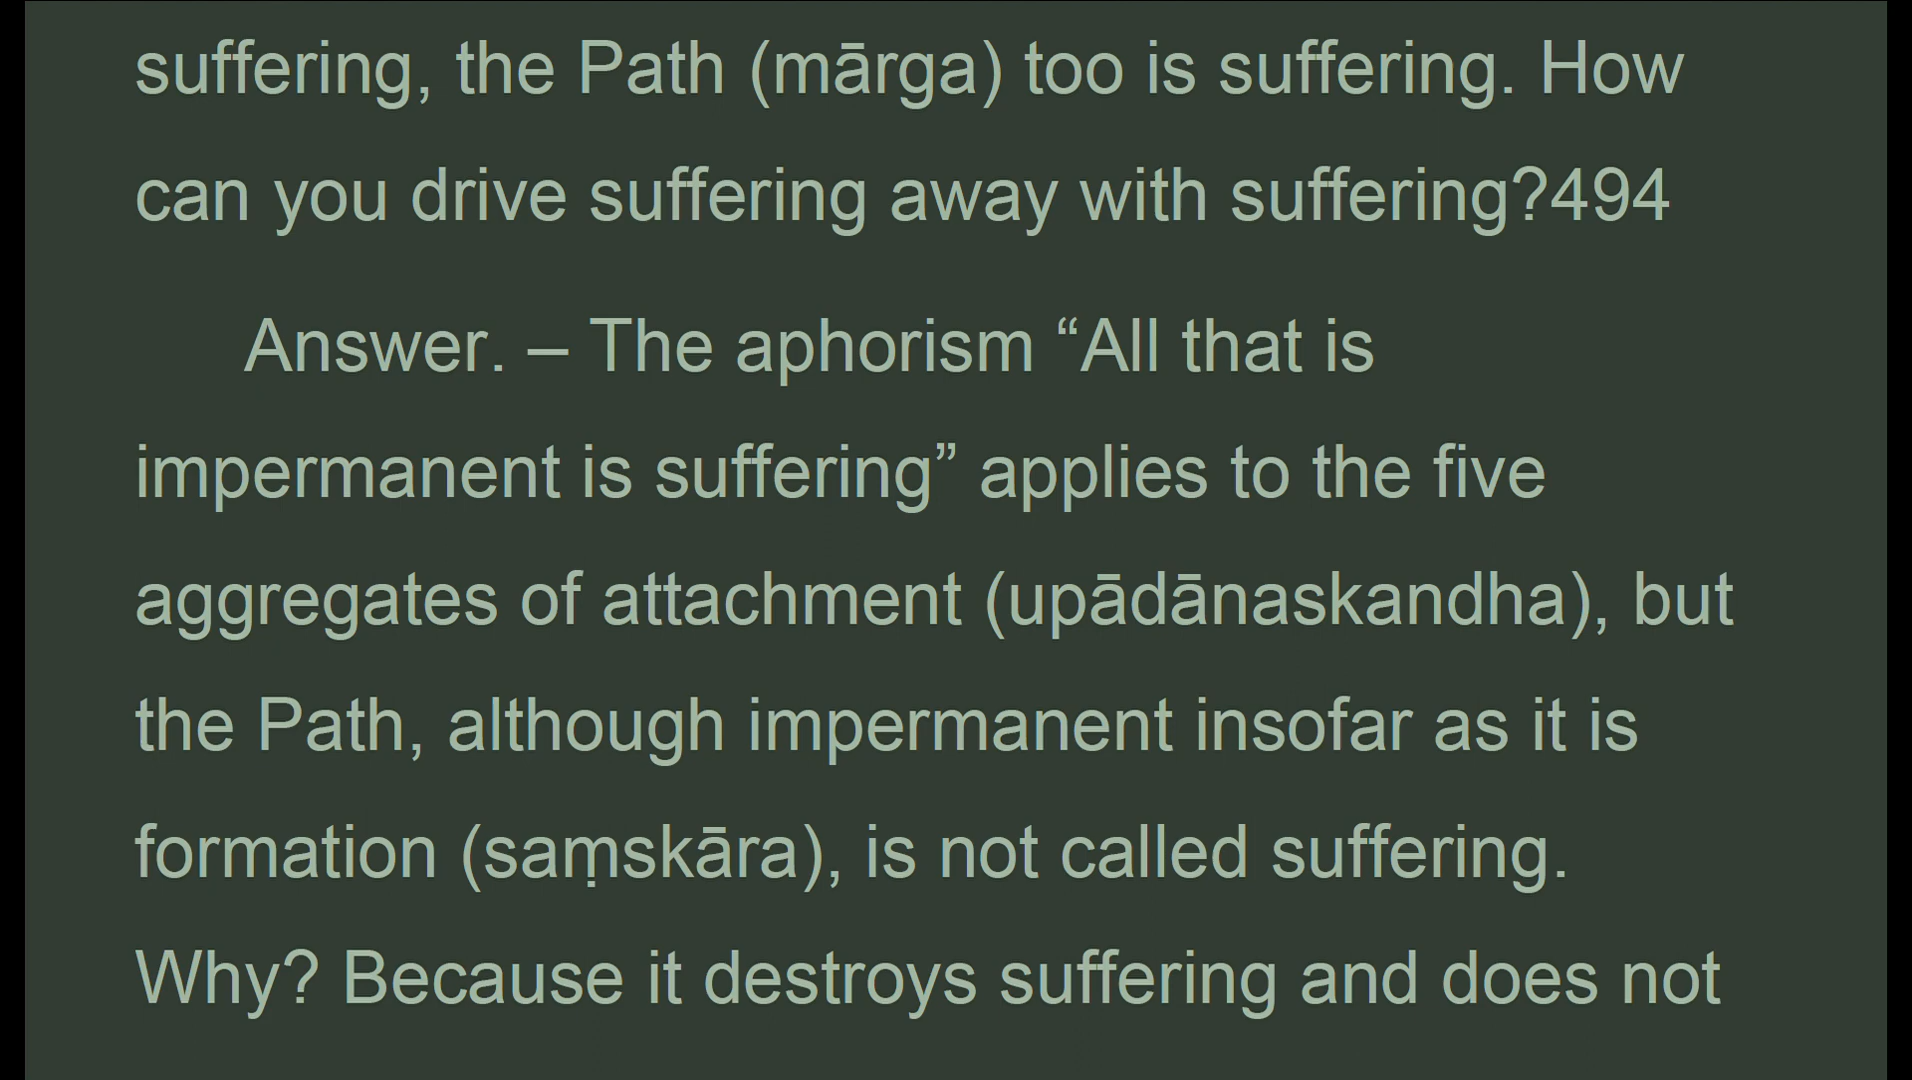 suffering, the Path (mārga) too is suffering. How
can you drive suffering away with suffering?494
Answer. – The aphorism “All that is
impermanent is suffering” applies to the five
aggregates of attachment (upādānaskandha), but
the Path, although impermanent insofar as it is
formation (saṃskāra), is not called suffering.
Why? Because it destroys suffering and does not